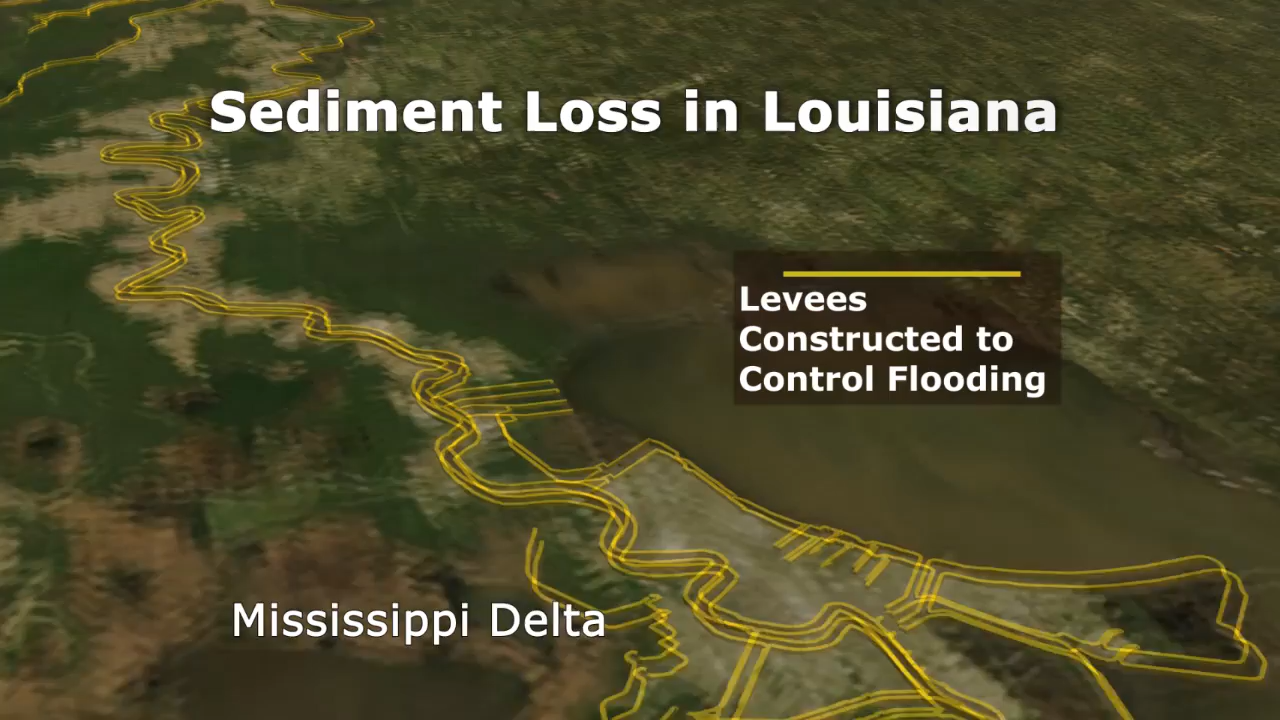 Sediment Loss in Louisiana
Levees
Constructed to
Control Flooding
Mississippi Delta